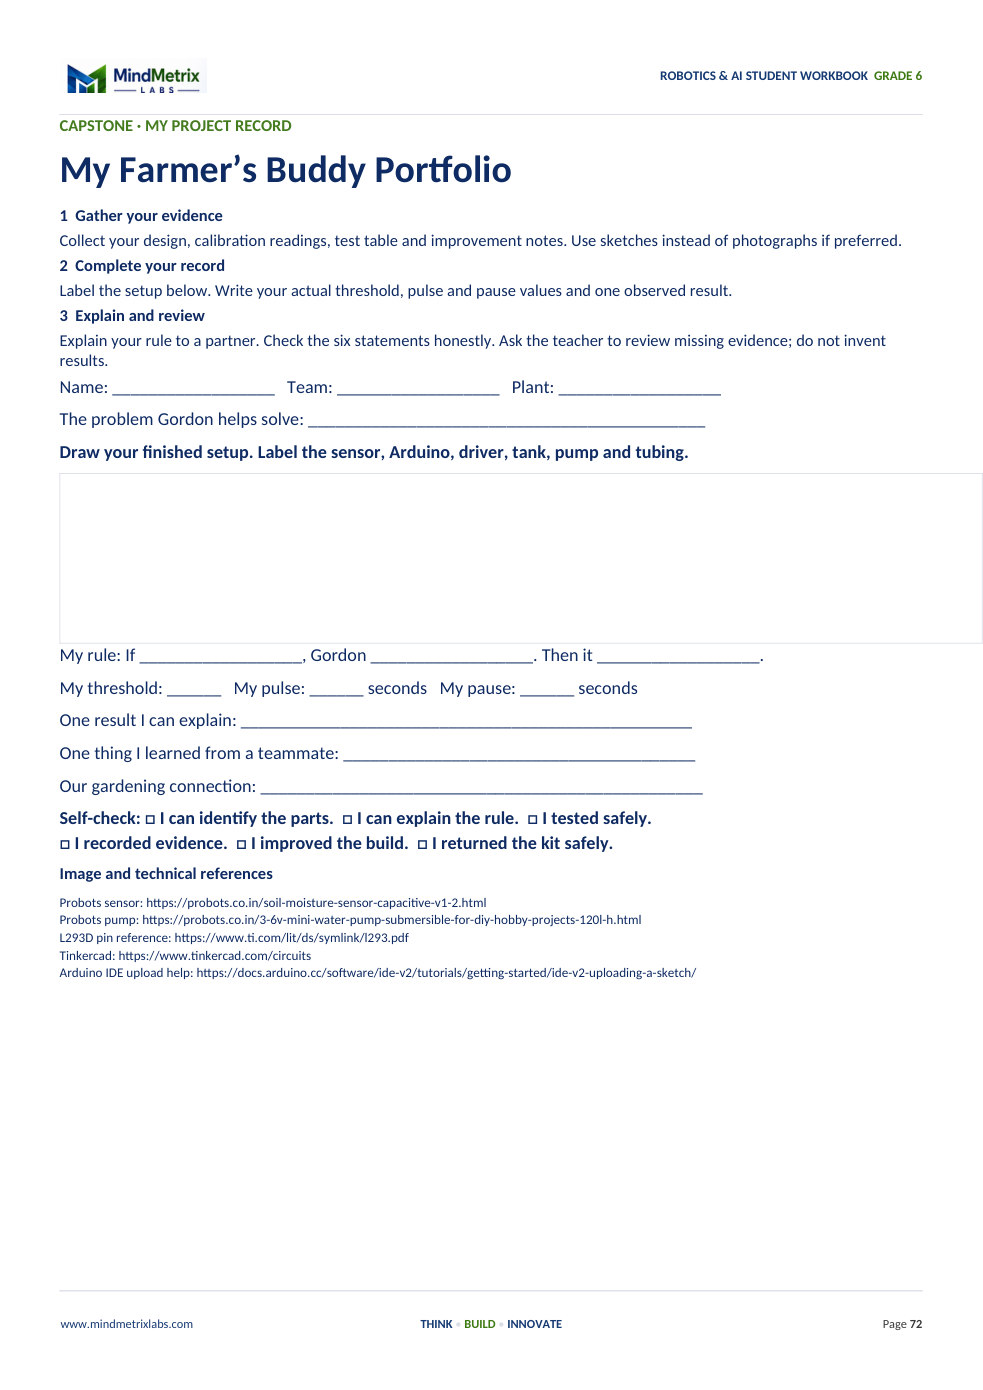 MindMetrix
LABS
ROBOTICS & AI STUDENT WORKBOOK GRADE 6
CAPSTONE · MY PROJECT RECORD
My Farmer’s Buddy Portfolio
1 Gather your evidence
Collect your design, calibration readings, test table and improvement notes. Use sketches instead of photographs if preferred.
2 Complete your record
Label the setup below. Write your actual threshold, pulse and pause values and one observed result.
3 Explain and review
Explain your rule to a partner. Check the six statements honestly. Ask the teacher to review missing evidence; do not invent
results.
Name: __________________ Team: __________________ Plant: __________________
The problem Gordon helps solve: ____________________________________________
Draw your finished setup. Label the sensor, Arduino, driver, tank, pump and tubing.
My rule: If __________________, Gordon __________________. Then it __________________.
My threshold: ______ My pulse: ______ seconds My pause: ______ seconds
One result I can explain: __________________________________________________
One thing I learned from a teammate: _______________________________________
Our gardening connection: _________________________________________________
Self-check: □ I can identify the parts. □ I can explain the rule. □ I tested safely.
□ I recorded evidence. □ I improved the build. □ I returned the kit safely.
Image and technical references
Probots sensor: https://probots.co.in/soil-moisture-sensor-capacitive-v1-2.html
Probots pump: https://probots.co.in/3-6v-mini-water-pump-submersible-for-diy-hobby-projects-120l-h.html
L293D pin reference: https://www.ti.com/lit/ds/symlink/l293.pdf
Tinkercad: https://www.tinkercad.com/circuits
Arduino IDE upload help: https://docs.arduino.cc/software/ide-v2/tutorials/getting-started/ide-v2-uploading-a-sketch/
www.mindmetrixlabs.com
THINK • BUILD • INNOVATE
Page 72